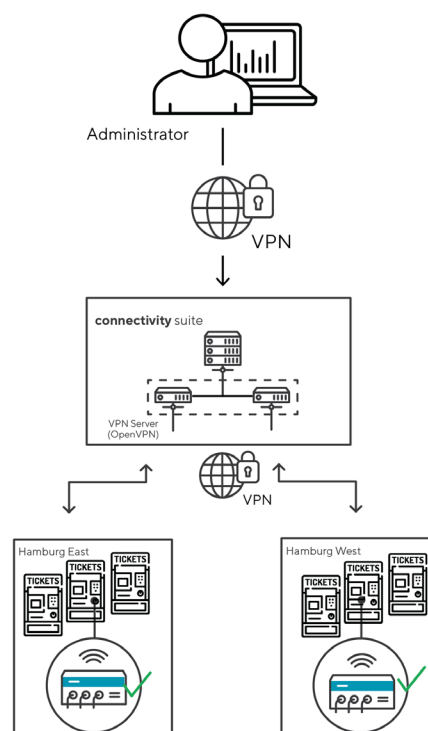 Administrator
VPN
connectivity suite
VPN Server
(OpenVPN)
VPN
Hamburg East
TICKETS
TICKETS
TICKETS
Hamburg West
TICKETS
TICKETS
TICKETS